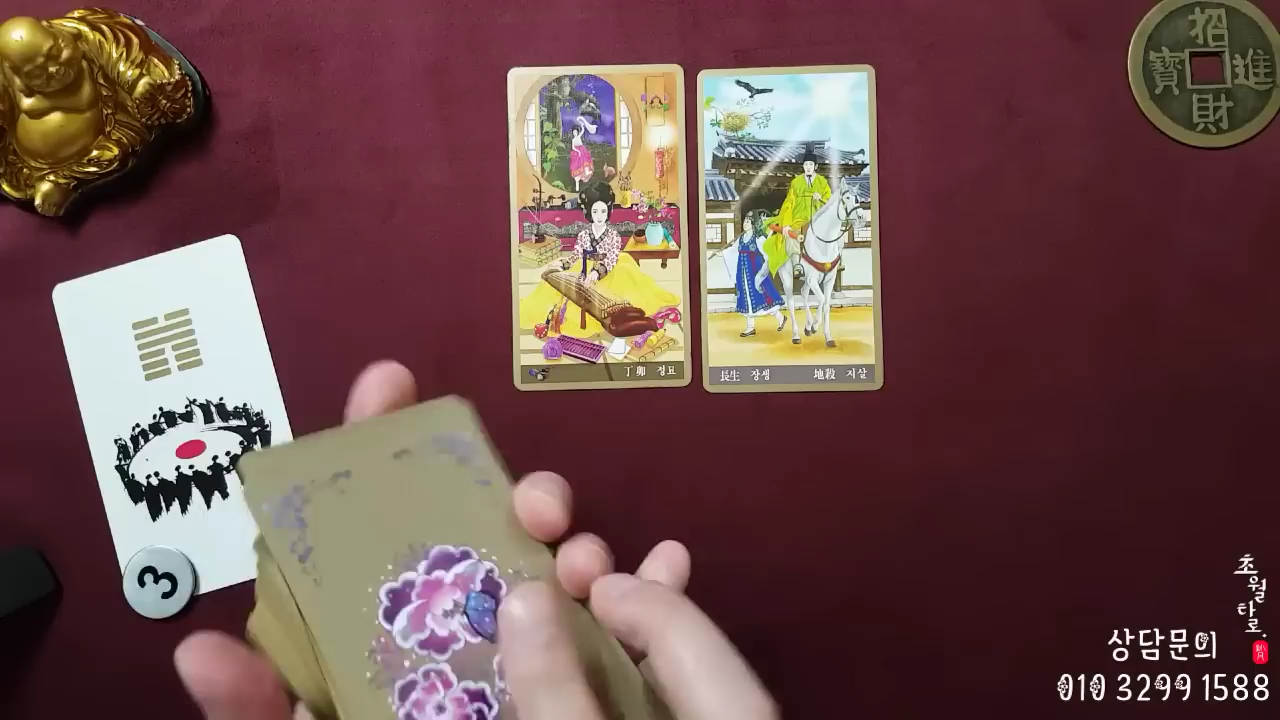 招
寶 進
財
丁卯 정묘
長生 장생 地殺 지살
3
초월
타로.
상담문의
010 3299 1588